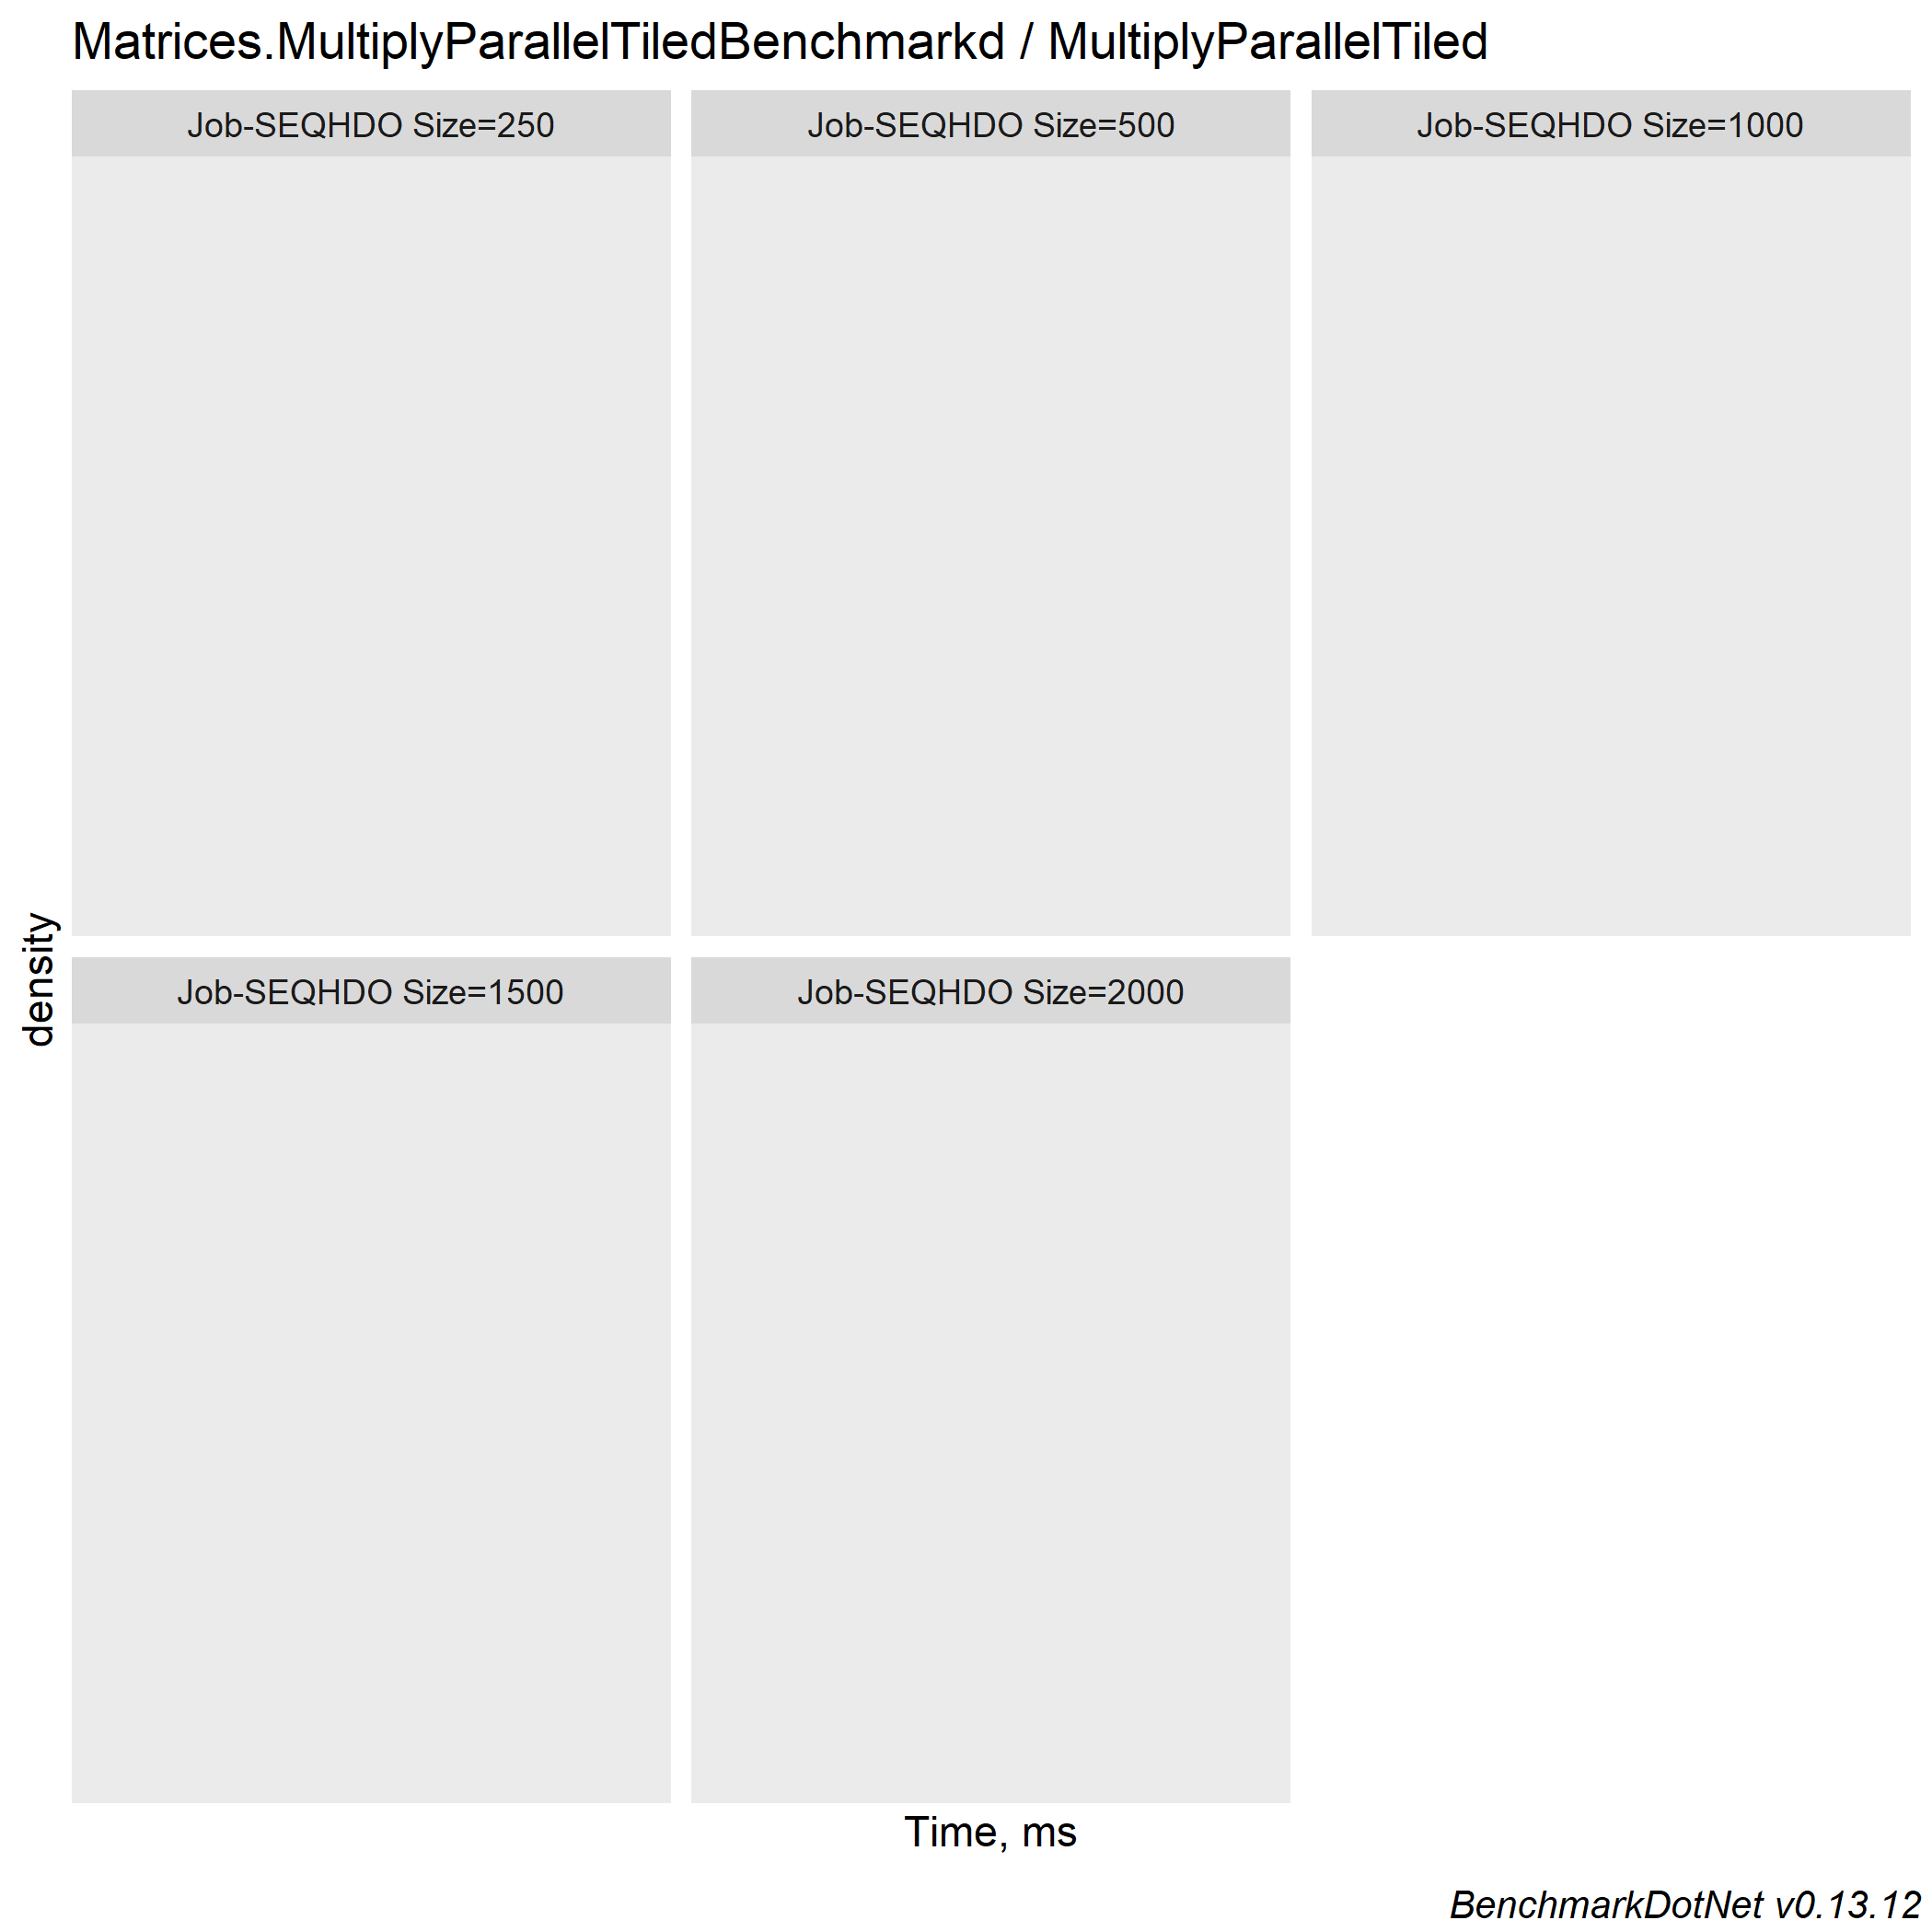 Matrices.MultiplyParallelTiledBenchmarkd / MultiplyParallelTiled
Job-SEQHDO Size=250
Job-SEQHDO Size=500
Job-SEQHDO Size=1000
density
Job-SEQHDO Size=1500
Job-SEQHDO Size=2000
Time, ms
BenchmarkDotNet v0.13.12